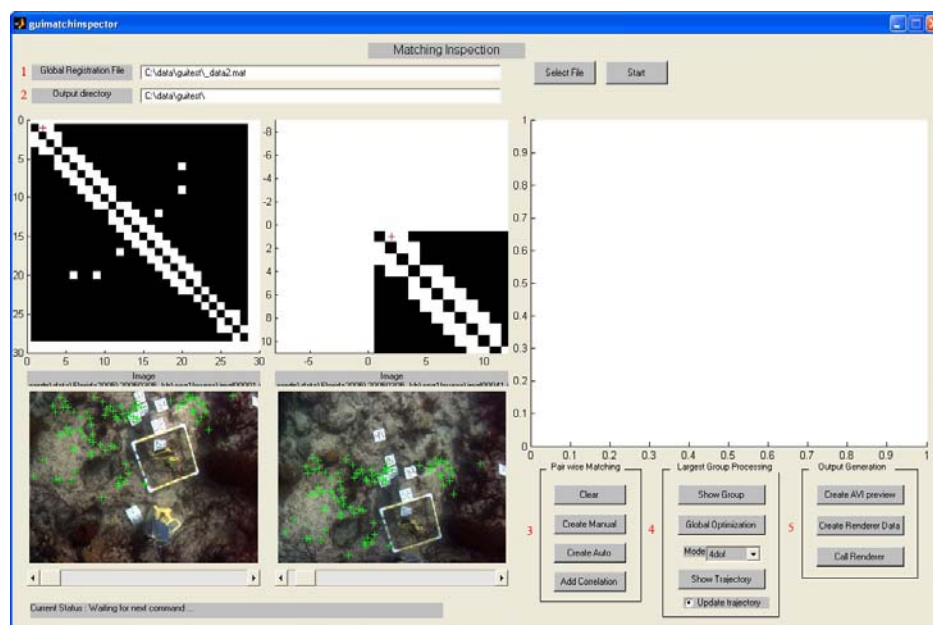 guimatchinspector
Matching Inspection
1 Global Registration File C:\data\guitest\_data2.mat Select File Start
2 Output directory C:\data\guitest\
0 5 10 15 20 25 30
0 5 10 15 20 25 30
-8 -6 -4 -2 0 2 4 6 8 10
-5 0 5 10
1 0.9 0.8 0.7 0.6 0.5 0.4 0.3 0.2 0.1 0
0 0.1 0.2 0.3 0.4 0.5 0.6 0.7 0.8 0.9 1
Image Image
3 Pair wise Matching
Clear
Create Manual
Create Auto
Add Correlation
4 Largest Group Processing
Show Group
Global Optimization
Mode 4dof
Show Trajectory
Update trajectory
5 Output Generation
Create AVI preview
Create Renderer Data
Call Renderer
Current Status : Waiting for next command ...